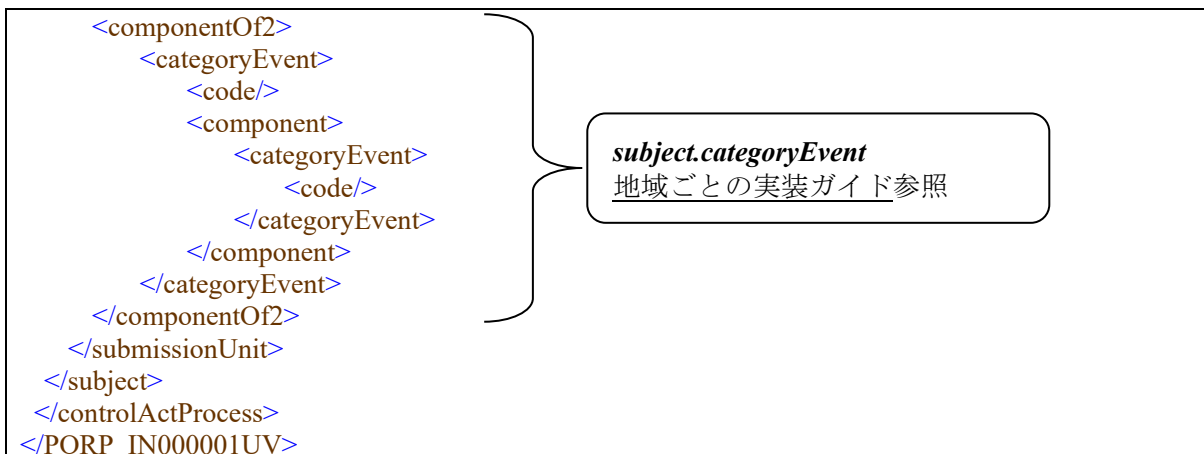 <componentOf2>
<categoryEvent>
<code/>
<component>
<categoryEvent>
<code/>
</categoryEvent>
</component>
</categoryEvent>
</componentOf2>
</submissionUnit>
</subject>
</controlActProcess>
</PORP_IN000001UV>
subject.categoryEvent
地域ごとの実装ガイド参照